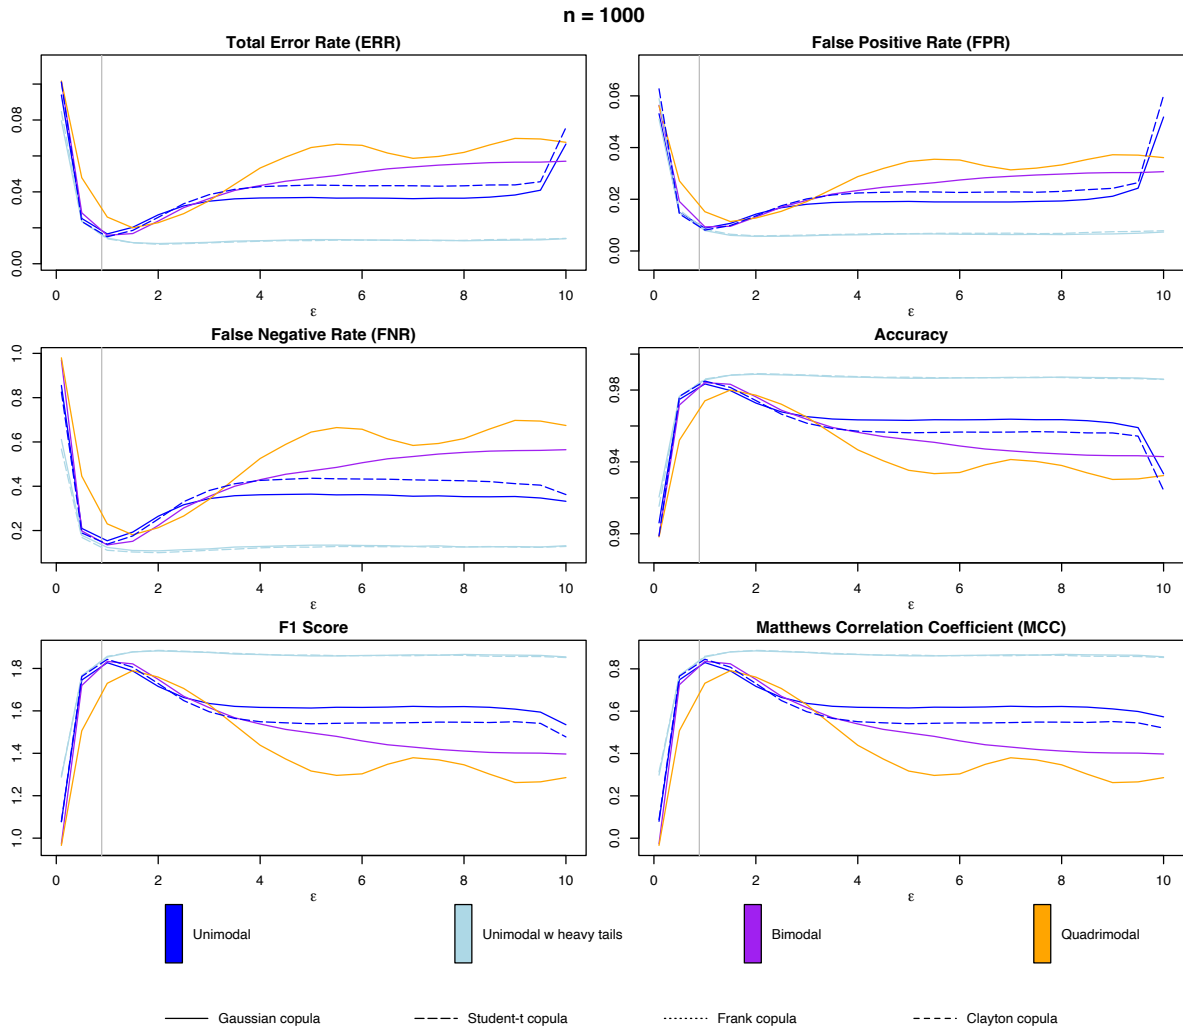 n = 1000
Total Error Rate (ERR)
0.00 0.04 0.08
0 2 4 6 8 10
ε
False Positive Rate (FPR)
0.00 0.02 0.04 0.06
0 2 4 6 8 10
ε
False Negative Rate (FNR)
0.2 0.4 0.6 0.8 1.0
0 2 4 6 8 10
ε
Accuracy
0.90 0.94 0.98
0 2 4 6 8 10
ε
F1 Score
1.0 1.2 1.4 1.6 1.8
0 2 4 6 8 10
ε
Matthews Correlation Coefficient (MCC)
0.0 0.2 0.4 0.6 0.8
0 2 4 6 8 10
ε
Unimodal Unimodal w heavy tails Bimodal Quadrimodal
Gaussian copula Student-t copula Frank copula Clayton copula